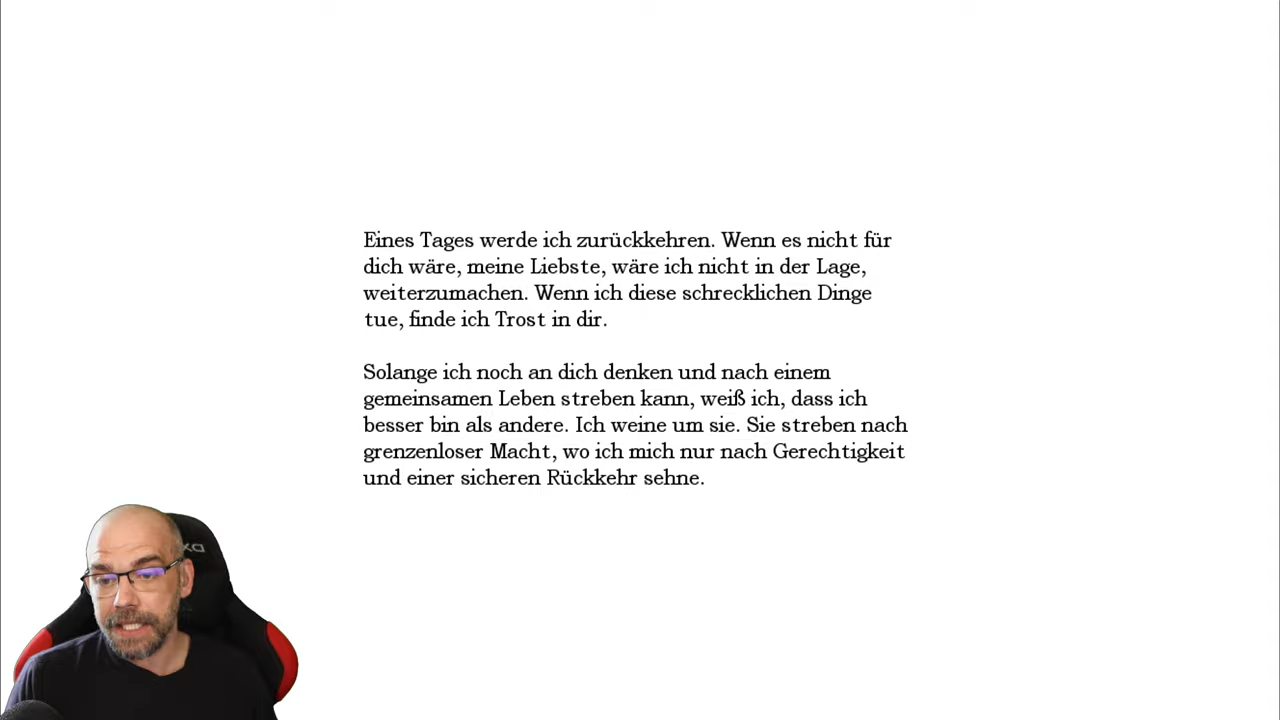 Eines Tages werde ich zurückkehren. Wenn es nicht für
dich wäre, meine Liebste, wäre ich nicht in der Lage,
weiterzumachen. Wenn ich diese schrecklichen Dinge
tue, finde ich Trost in dir.
Solange ich noch an dich denken und nach einem
gemeinsamen Leben streben kann, weiß ich, dass ich
besser bin als andere. Ich weine um sie. Sie streben nach
grenzenloser Macht, wo ich mich nur nach Gerechtigkeit
und einer sicheren Rückkehr sehne.